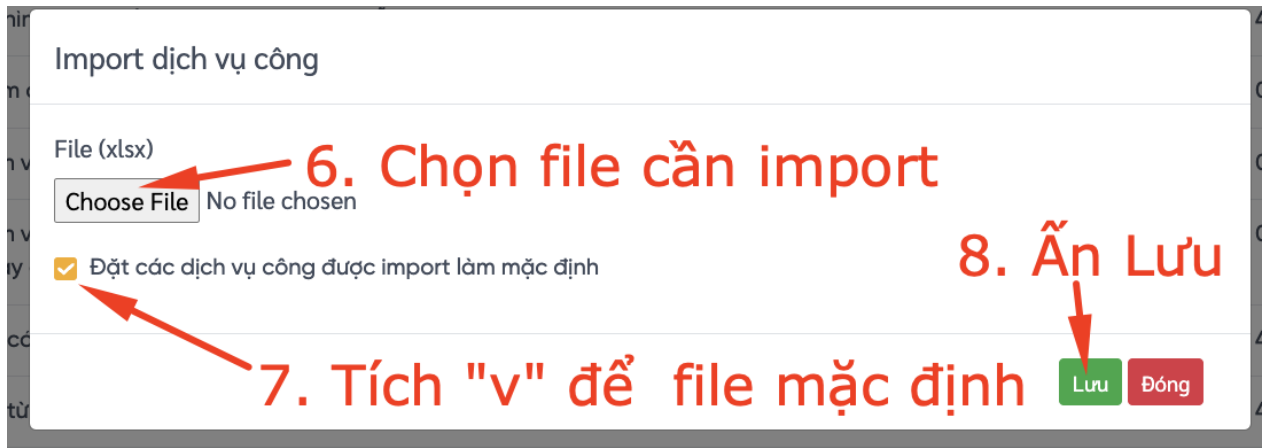 Import dịch vụ công
File (xlsx)
6. Chọn file cần import
Choose File No file chosen
Đặt các dịch vụ công được import làm mặc định
8. Ấn Lưu
7. Tích "v" để file mặc định
Lưu Đóng